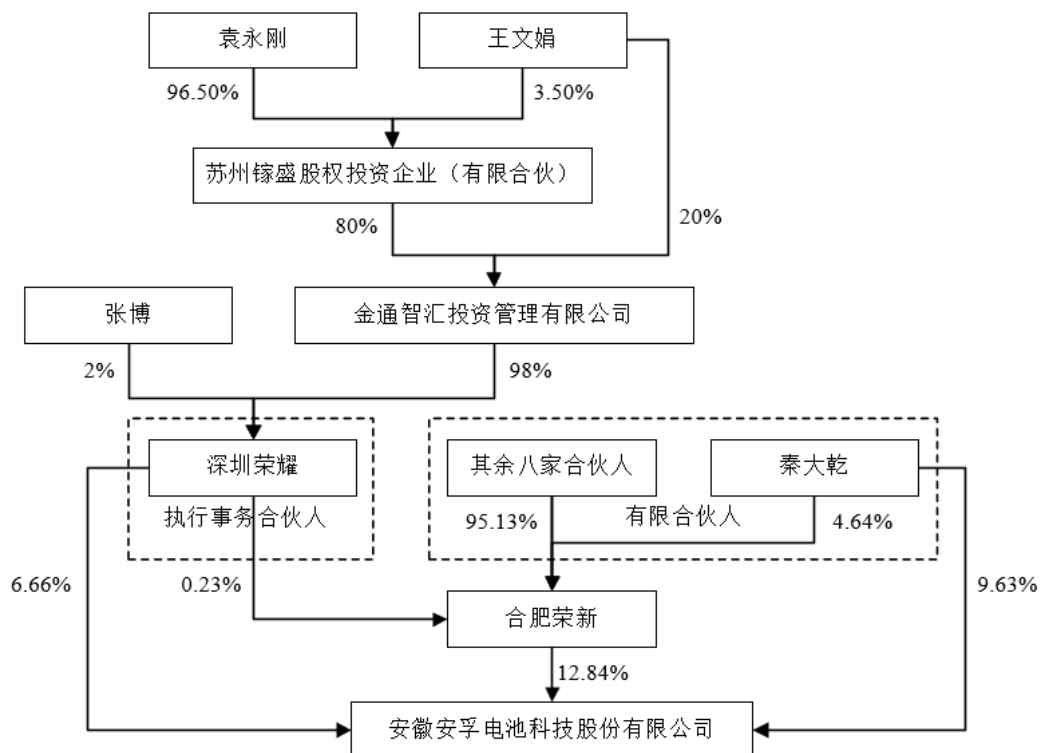 袁永刚
王文娟
96.50%
3.50%
苏州镓盛股权投资企业（有限合伙）
80%
20%
张博
金通智汇投资管理有限公司
2%
98%
深圳荣耀
其余八家合伙人
秦大乾
执行事务合伙人
95.13%
有限合伙人
4.64%
6.66%
0.23%
9.63%
合肥荣新
12.84%
安徽安孚电池科技股份有限公司